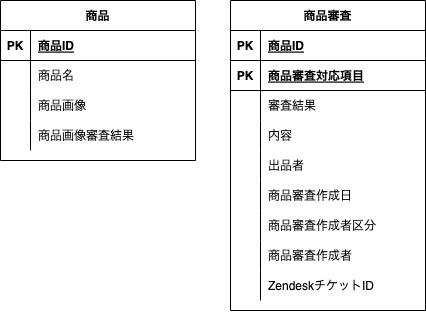 商品
PK 商品ID
商品名
商品画像
商品画像審査結果
商品審査
PK 商品ID
PK 商品審査対応項目
審査結果
内容
出品者
商品審査作成日
商品審査作成者区分
商品審査作成者
ZendeskチケットID